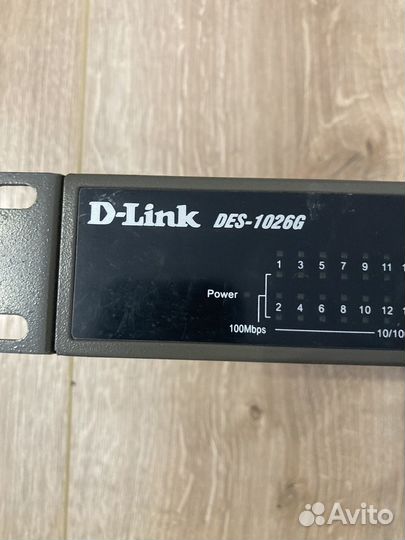 D-Link DES-1026G
1 3 5 7 9 11
Power
2 4 6 8 10 12
100Mbps 10/10
Avito